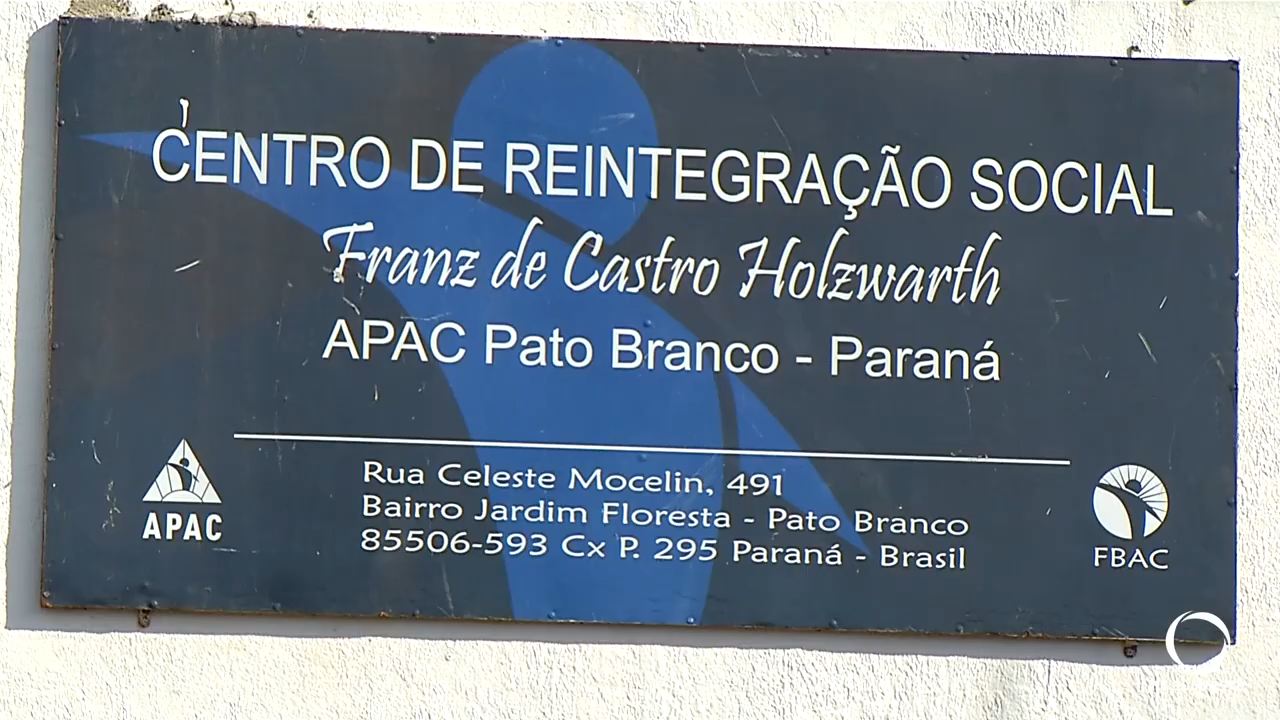 CENTRO DE REINTEGRAÇÃO SOCIAL
Franz de Castro Holzwarth
APAC Pato Branco - Paraná
Rua Celeste Mocelin, 491
Bairro Jardim Floresta - Pato Branco
85506-593 Cx P. 295 Paraná - Brasil
APAC
FBAC